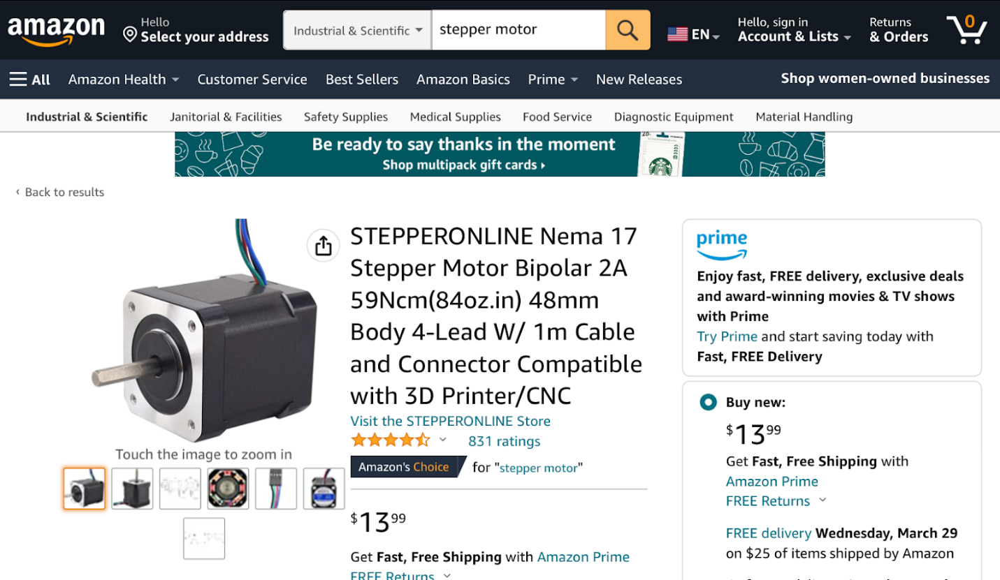 amazon
Hello
Select your address
Industrial & Scientific
stepper motor
EN
Hello, sign in
Account & Lists
Returns
& Orders
0
All
Amazon Health
Customer Service
Best Sellers
Amazon Basics
Prime
New Releases
Shop women-owned businesses
Industrial & Scientific
Janitorial & Facilities
Safety Supplies
Medical Supplies
Food Service
Diagnostic Equipment
Material Handling
Be ready to say thanks in the moment
Shop multipack gift cards
‹ Back to results
STEPPERONLINE Nema 17
Stepper Motor Bipolar 2A
59Ncm(84oz.in) 48mm
Body 4-Lead W/ 1m Cable
and Connector Compatible
with 3D Printer/CNC
Visit the STEPPERONLINE Store
831 ratings
Amazon's Choice for "stepper motor"
$1399
Get Fast, Free Shipping with Amazon Prime
FREE Returns
Touch the image to zoom in
prime
Enjoy fast, FREE delivery, exclusive deals
and award-winning movies & TV shows
with Prime
Try Prime and start saving today with
Fast, FREE Delivery
Buy new:
$1399
Get Fast, Free Shipping with
Amazon Prime
FREE Returns
FREE delivery Wednesday, March 29
on $25 of items shipped by Amazon